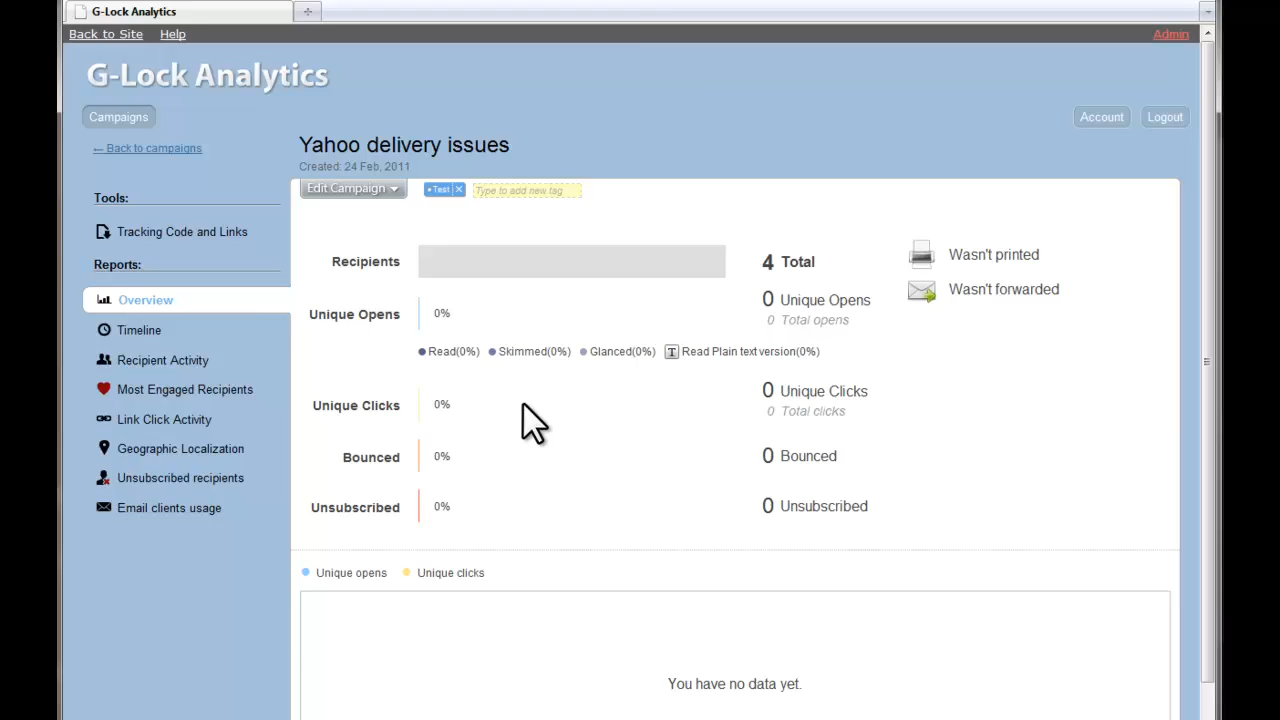 G-Lock Analytics
Back to Site Help Admin
G-Lock Analytics
Campaigns Account Logout
← Back to campaigns
Yahoo delivery issues
Created: 24 Feb, 2011
Edit Campaign Test Type to add new tag
Tools:
Tracking Code and Links
Reports:
Overview
Timeline
Recipient Activity
Most Engaged Recipients
Link Click Activity
Geographic Localization
Unsubscribed recipients
Email clients usage
Recipients 4 Total
Wasn't printed
Wasn't forwarded
Unique Opens 0% 0 Unique Opens
0 Total opens
Read(0%) Skimmed(0%) Glanced(0%) T Read Plain text version(0%)
Unique Clicks 0% 0 Unique Clicks
0 Total clicks
Bounced 0% 0 Bounced
Unsubscribed 0% 0 Unsubscribed
Unique opens Unique clicks
You have no data yet.